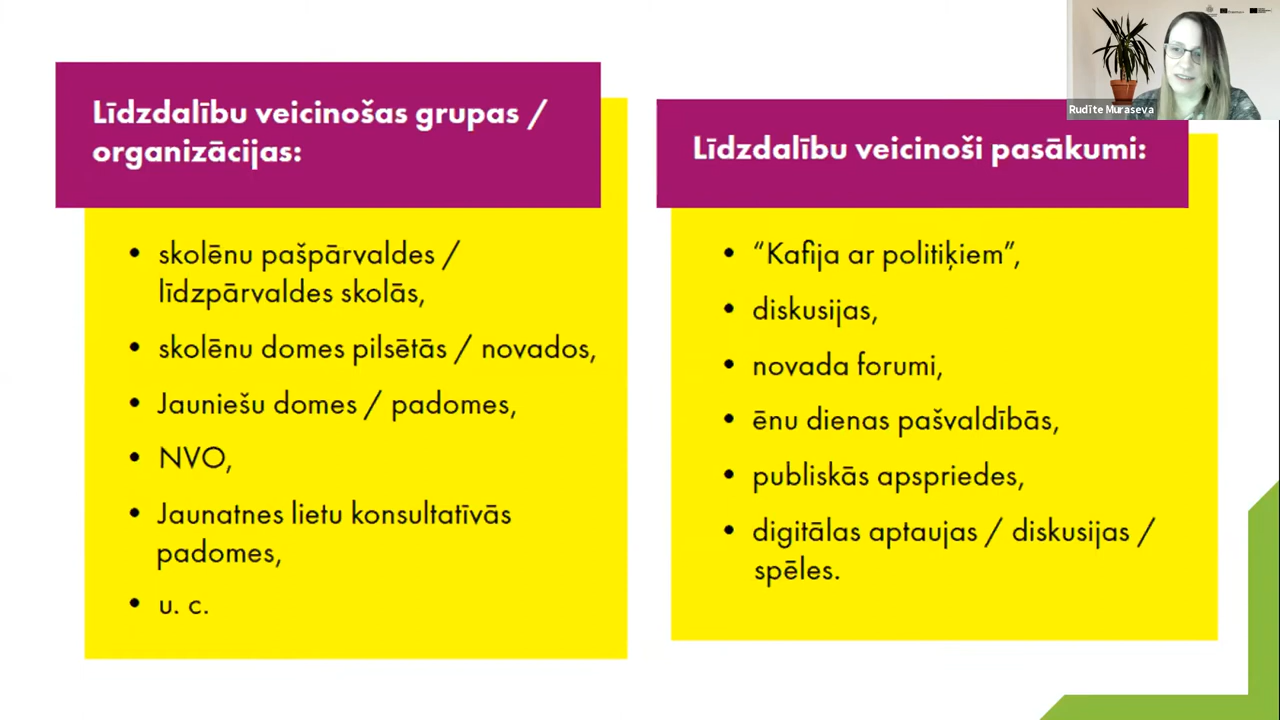 Līdzdalību veicinošas grupas /
organizācijas:
• skolēnu pašpārvaldes /
līdzpārvaldes skolās,
• skolēnu domes pilsētās / novados,
• Jauniešu domes / padomes,
• NVO,
• Jaunatnes lietu konsultatīvās
padomes,
• u. c.
Līdzdalību veicinoši pasākumi:
• “Kafija ar politiķiem”,
• diskusijas,
• novada forumi,
• ēnu dienas pašvaldībās,
• publiskās apspriedes,
• digitālas aptaujas / diskusijas /
spēles.
Rudīte Muraševa